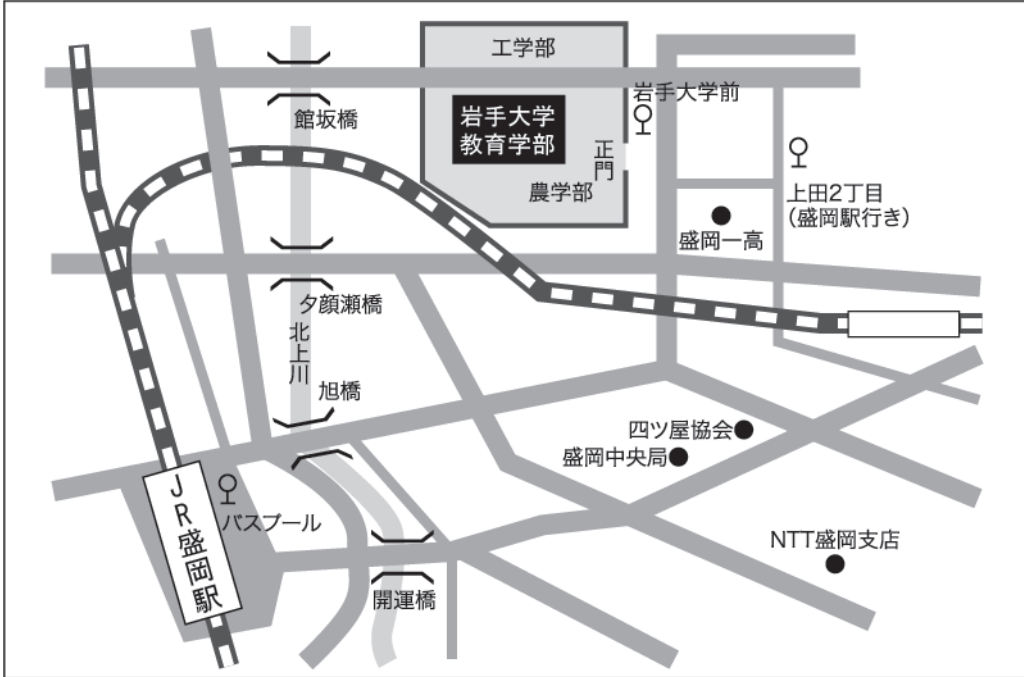 工学部
岩手大学前
岩手大学
教育学部
館坂橋
正門
農学部
上田2丁目
(盛岡駅行き)
盛岡一高
夕顔瀬橋
北上川
旭橋
四ツ屋協会
盛岡中央局
JR盛岡駅
バスプール
NTT盛岡支店
開運橋